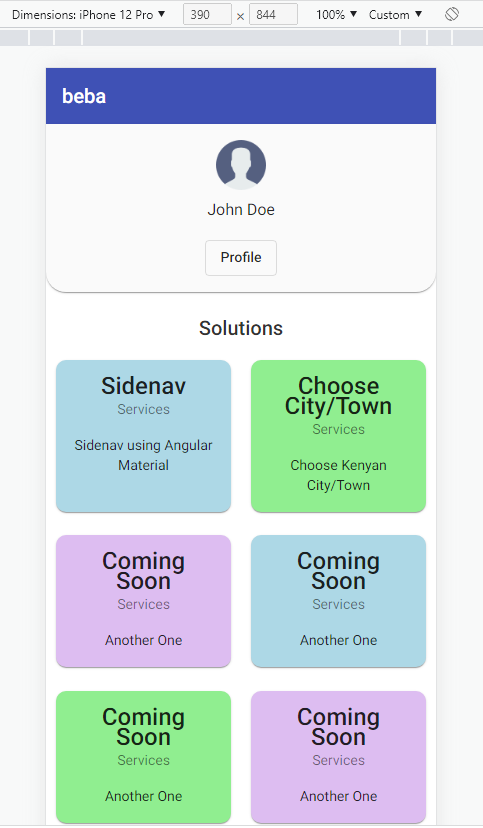 Dimensions: iPhone 12 Pro ▼ 390 × 844 100% ▼ Custom ▼
beba
John Doe
Profile
Solutions
Sidenav
Services
Sidenav using Angular
Material
Choose
City/Town
Services
Choose Kenyan
City/Town
Coming
Soon
Services
Another One
Coming
Soon
Services
Another One
Coming
Soon
Services
Another One
Coming
Soon
Services
Another One